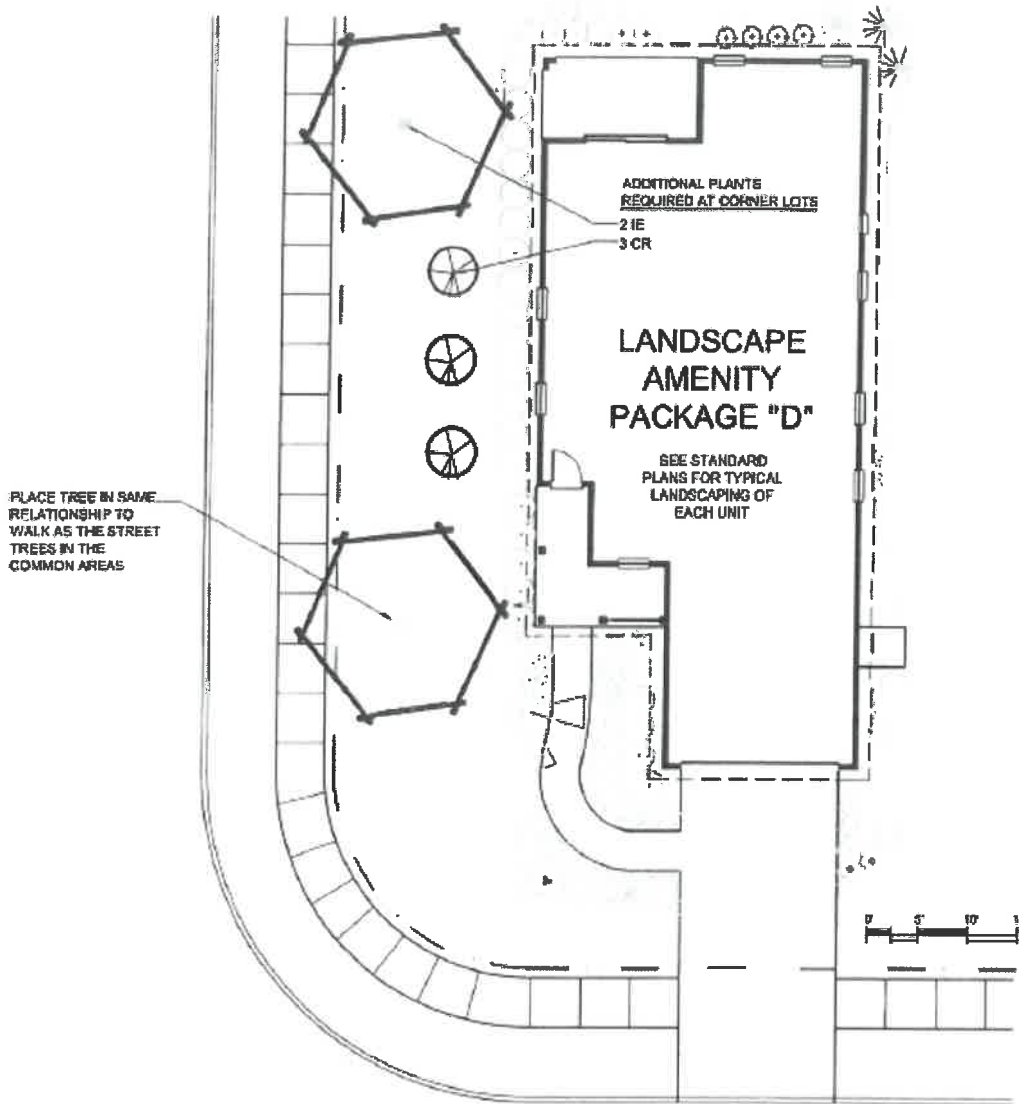 ADDITIONAL PLANTS
REQUIRED AT CORNER LOTS
2 IE
3 CR
LANDSCAPE
AMENITY
PACKAGE "D"
SEE STANDARD
PLANS FOR TYPICAL
LANDSCAPING OF
EACH UNIT
PLACE TREE IN SAME
RELATIONSHIP TO
WALK AS THE STREET
TREES IN THE
COMMON AREAS
0' 5' 10'